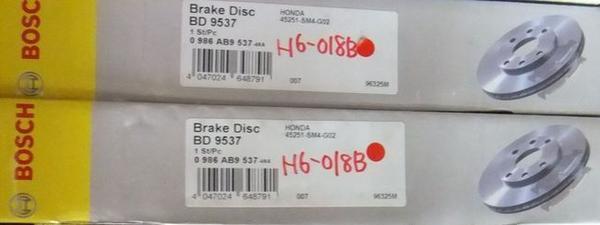 BOSCH
Brake Disc
BD 9537
1 St/Pc
0 986 AB9 537-4RA
HONDA
45251-SM4-G02
H6-018B
4 047024 648791
007
96325M
BOSCH
Brake Disc
BD 9537
1 St/Pc
0 986 AB9 537-4RA
HONDA
45251-SM4-G02
H6-018B
4 047024 648791
007
96325M